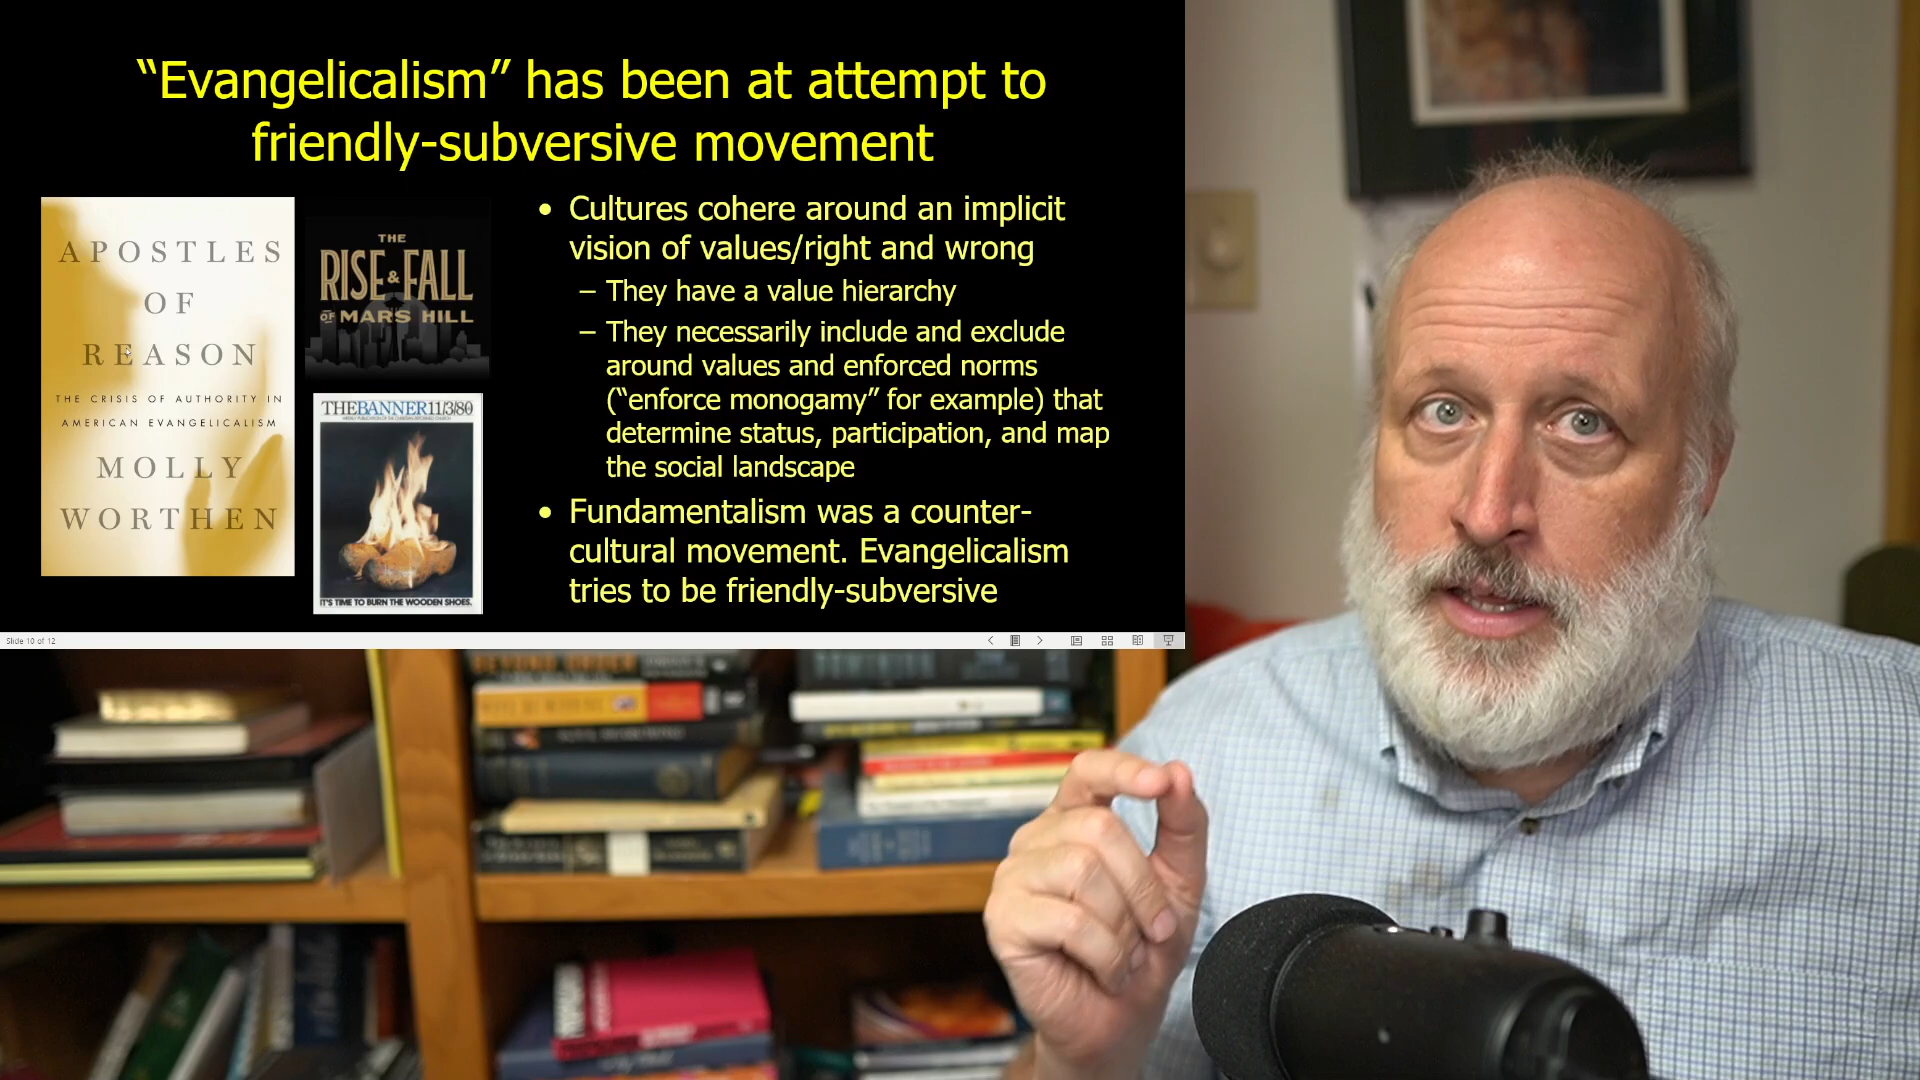 “Evangelicalism” has been at attempt to
friendly-subversive movement
APOSTLES
OF
REASON
THE CRISIS OF AUTHORITY IN
AMERICAN EVANGELICALISM
MOLLY
WORTHEN
THE
RISE & FALL
OF MARS HILL
THE BANNER 11/3/80
IT'S TIME TO BURN THE WOODEN SHOES.
• Cultures cohere around an implicit
vision of values/right and wrong
– They have a value hierarchy
– They necessarily include and exclude
around values and enforced norms
(“enforce monogamy” for example) that
determine status, participation, and map
the social landscape
• Fundamentalism was a counter-
cultural movement. Evangelicalism
tries to be friendly-subversive
Slide 10 of 12